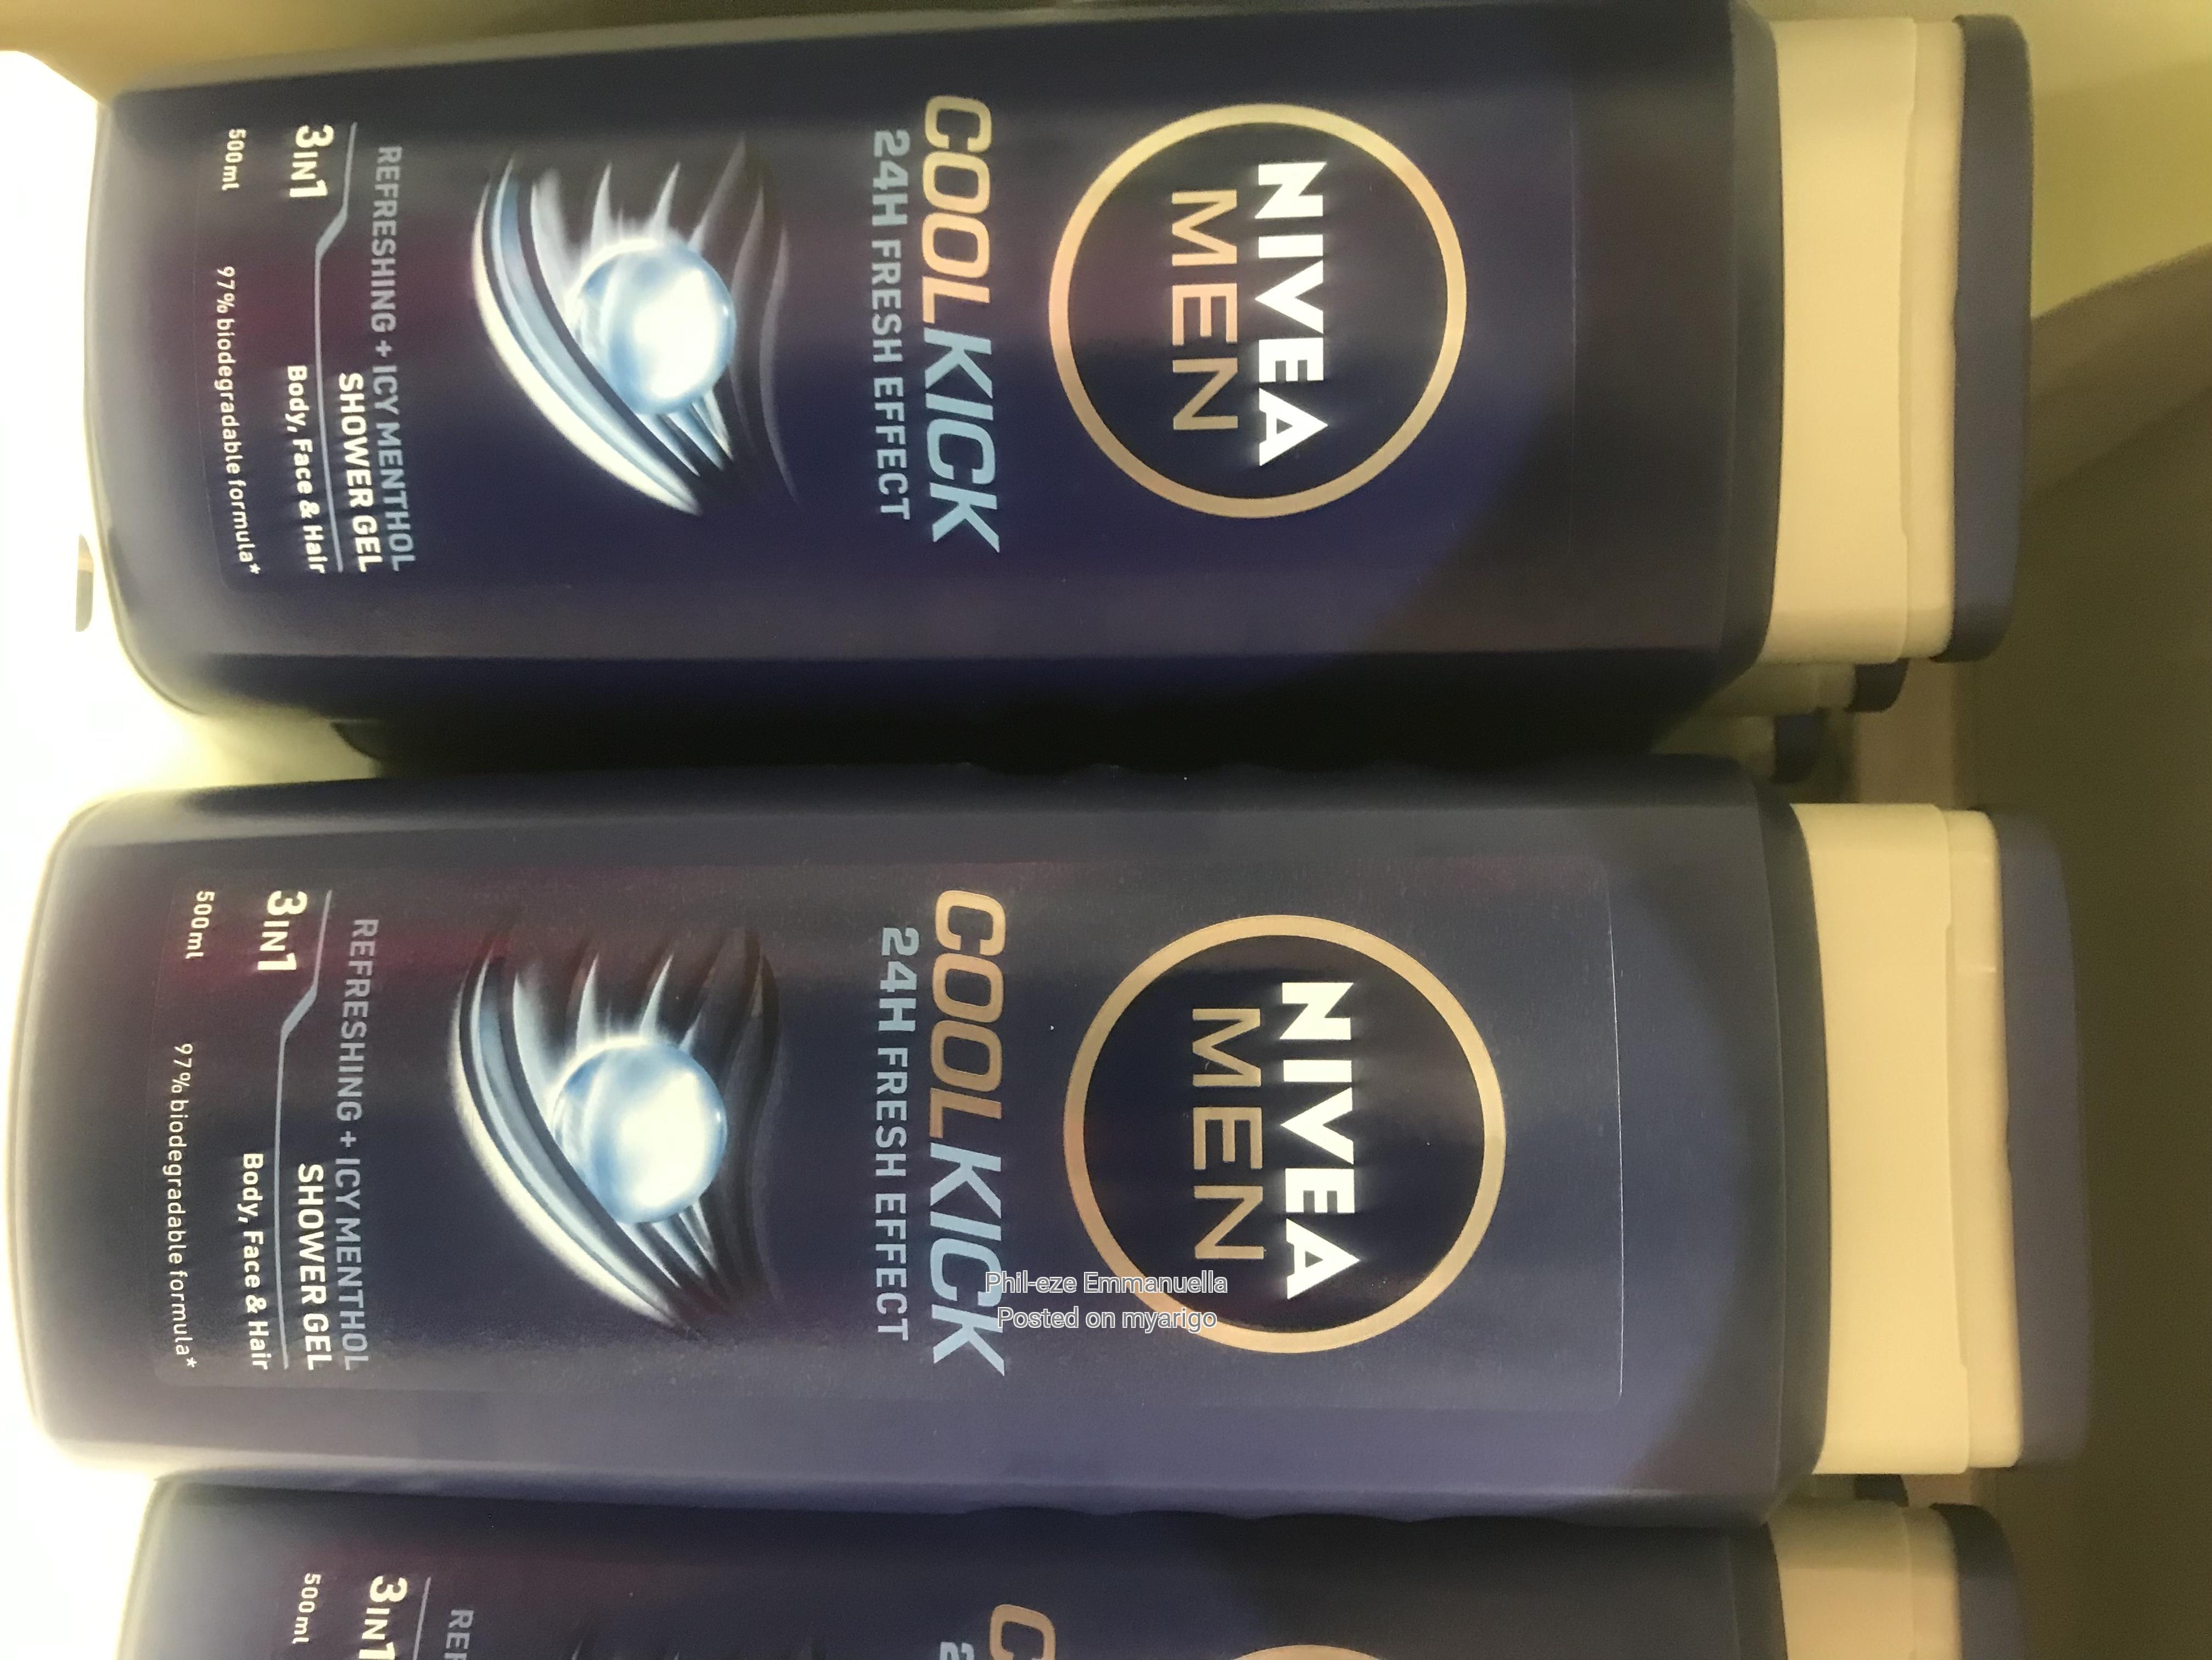 NIVEA
MEN
COOLKICK
24H FRESH EFFECT
REFRESHING + ICY MENTHOL
SHOWER GEL
3IN1
Body, Face & Hair
500ml
97% biodegradable formula*
NIVEA
MEN
COOLKICK
24H FRESH EFFECT
REFRESHING + ICY MENTHOL
SHOWER GEL
3IN1
Body, Face & Hair
500ml
97% biodegradable formula*
C
2
REF
3IN1
500ml
Phil-eze Emmanuella
Posted on myarigo